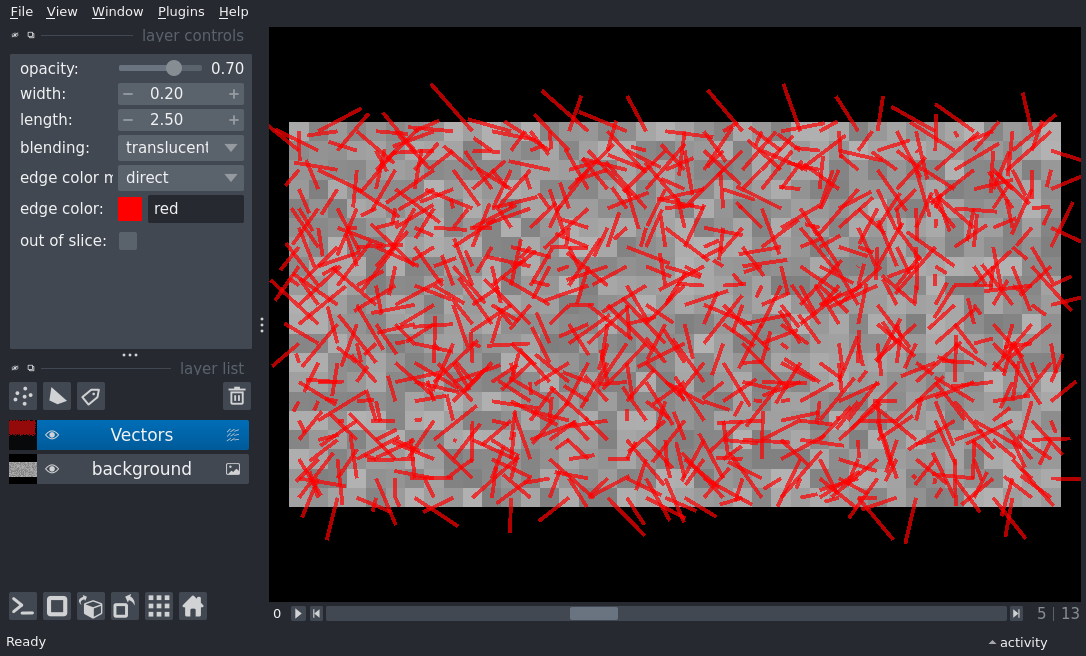 File View Window Plugins Help
layer controls
opacity: 0.70
width: 0.20
length: 2.50
blending: translucent
edge color m direct
edge color: red
out of slice:
layer list
Vectors
background
0 5 13
Ready activity